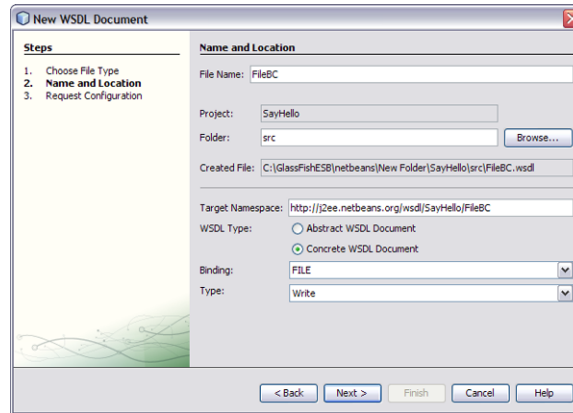 New WSDL Document
Steps
1. Choose File Type
2. Name and Location
3. Request Configuration
Name and Location
File Name: FileBC
Project: SayHello
Folder: src Browse...
Created File: C:\GlassFishESB\netbeans\New Folder\SayHello\src\FileBC.wsdl
Target Namespace: http://j2ee.netbeans.org/wsdl/SayHello/FileBC
WSDL Type: Abstract WSDL Document
Concrete WSDL Document
Binding: FILE
Type: Write
< Back Next > Finish Cancel Help